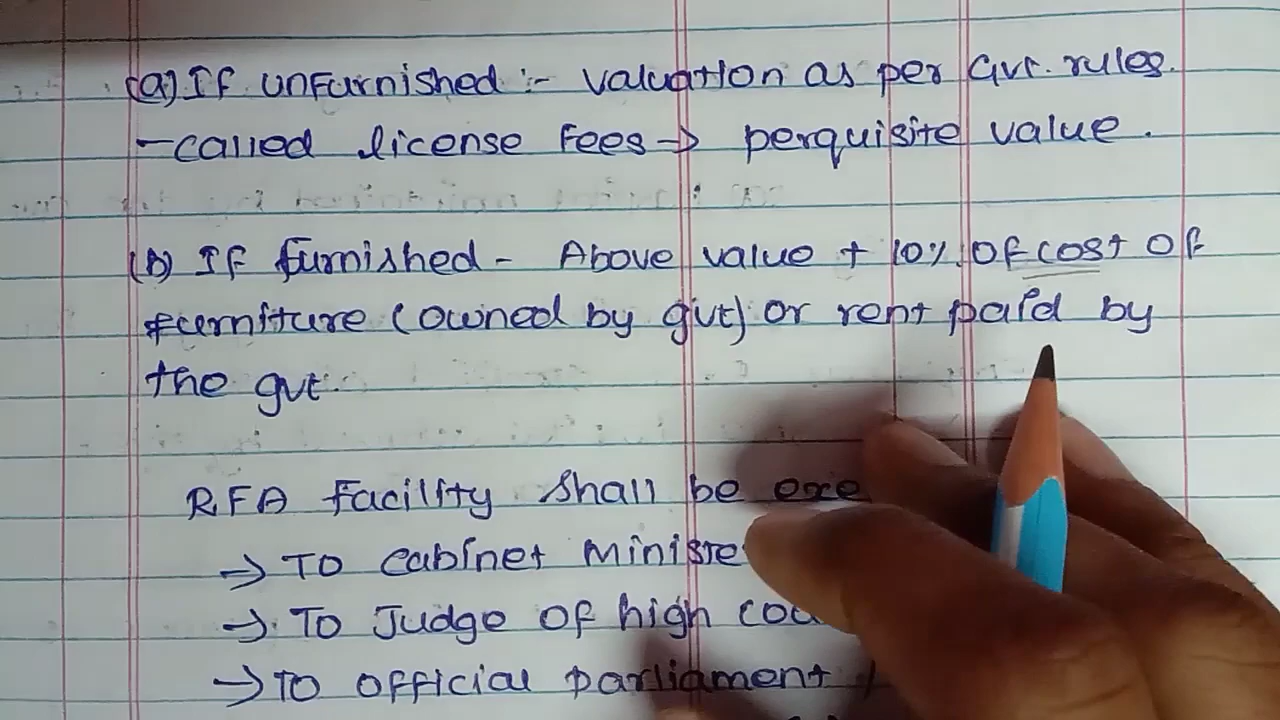 (a) If unfurnished :- valuation as per Gvt. rules.
-called license Fees → perquisite value.
(b) If furnished - Above value + 10% of cost of
furniture (owned by gvt) or rent paid by
the gvt.
RFA facility shall be
→ To cabinet
→ To Judge of high
→ To official parliament